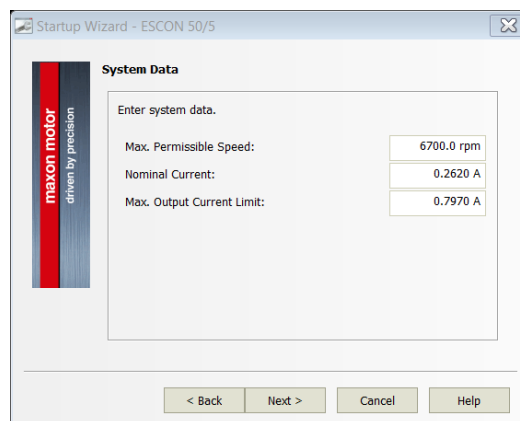 Startup Wizard - ESCON 50/5
System Data
maxon motor
driven by precision
Enter system data.
Max. Permissible Speed: 6700.0 rpm
Nominal Current: 0.2620 A
Max. Output Current Limit: 0.7970 A
< Back Next > Cancel Help